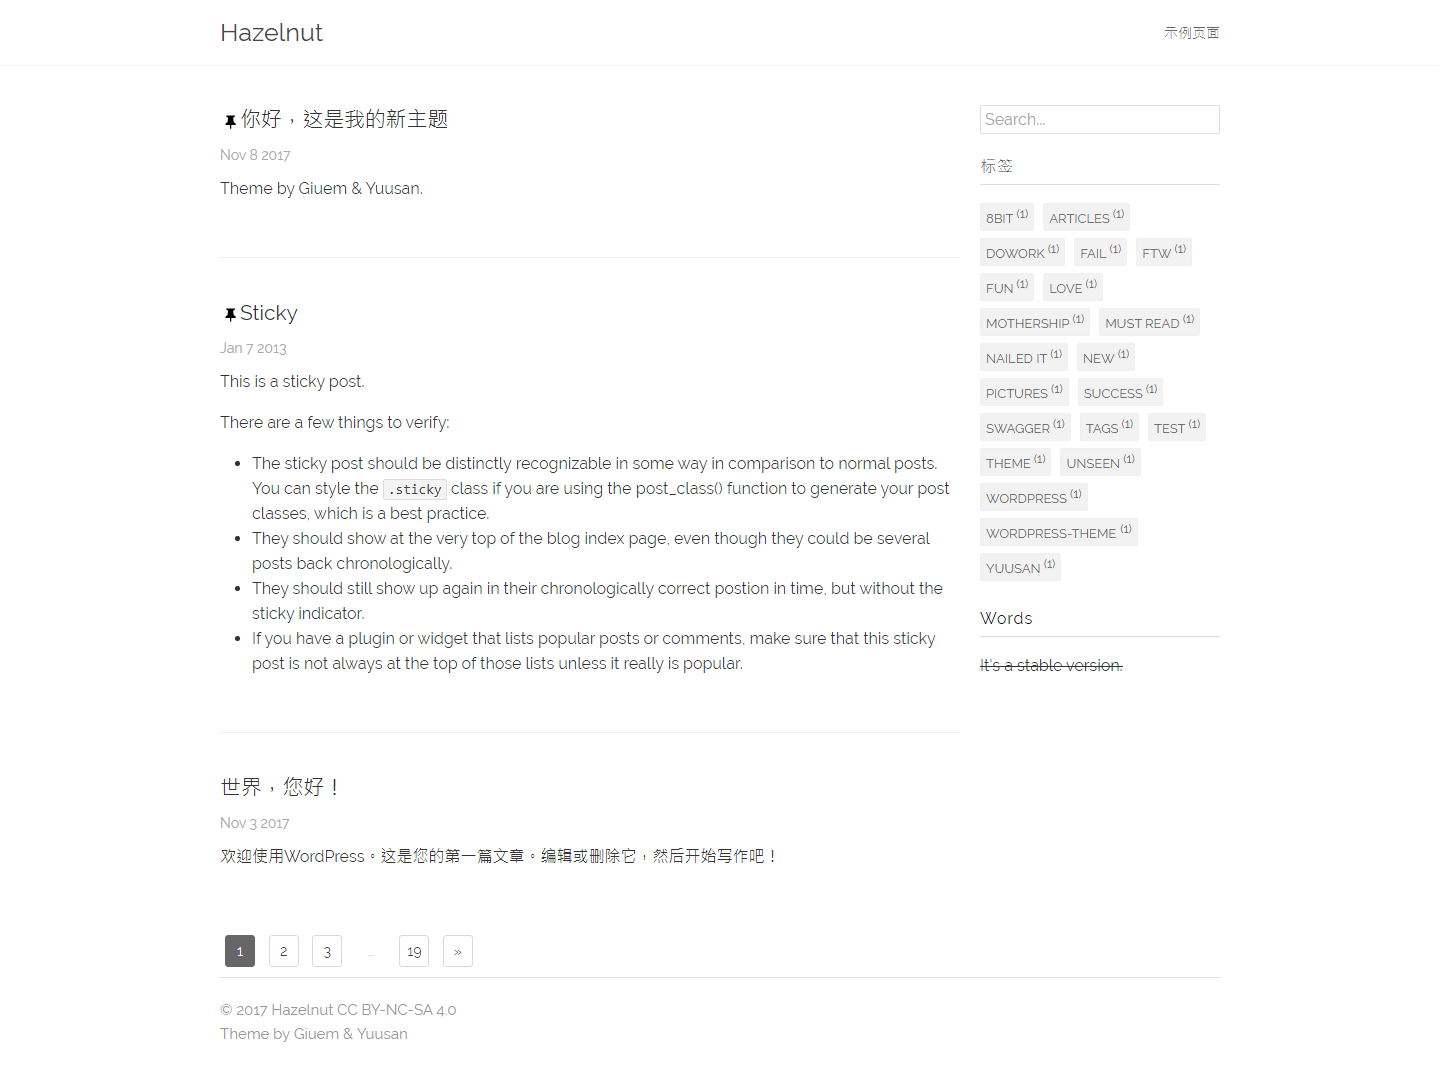 Hazelnut
示例页面
你好，这是我的新主题
Nov 8 2017
Theme by Giuem & Yuusan.
Sticky
Jan 7 2013
This is a sticky post.
There are a few things to verify:
The sticky post should be distinctly recognizable in some way in comparison to normal posts.
You can style the .sticky class if you are using the post_class() function to generate your post
classes, which is a best practice.
They should show at the very top of the blog index page, even though they could be several
posts back chronologically.
They should still show up again in their chronologically correct postion in time, but without the
sticky indicator.
If you have a plugin or widget that lists popular posts or comments, make sure that this sticky
post is not always at the top of those lists unless it really is popular.
世界，您好！
Nov 3 2017
欢迎使用WordPress。这是您的第一篇文章。编辑或删除它，然后开始写作吧！
1 2 3 … 19 »
Search...
标签
8BIT (1) ARTICLES (1)
DOWORK (1) FAIL (1) FTW (1)
FUN (1) LOVE (1)
MOTHERSHIP (1) MUST READ (1)
NAILED IT (1) NEW (1)
PICTURES (1) SUCCESS (1)
SWAGGER (1) TAGS (1) TEST (1)
THEME (1) UNSEEN (1)
WORDPRESS (1)
WORDPRESS-THEME (1)
YUUSAN (1)
Words
It's a stable version.
© 2017 Hazelnut CC BY-NC-SA 4.0
Theme by Giuem & Yuusan